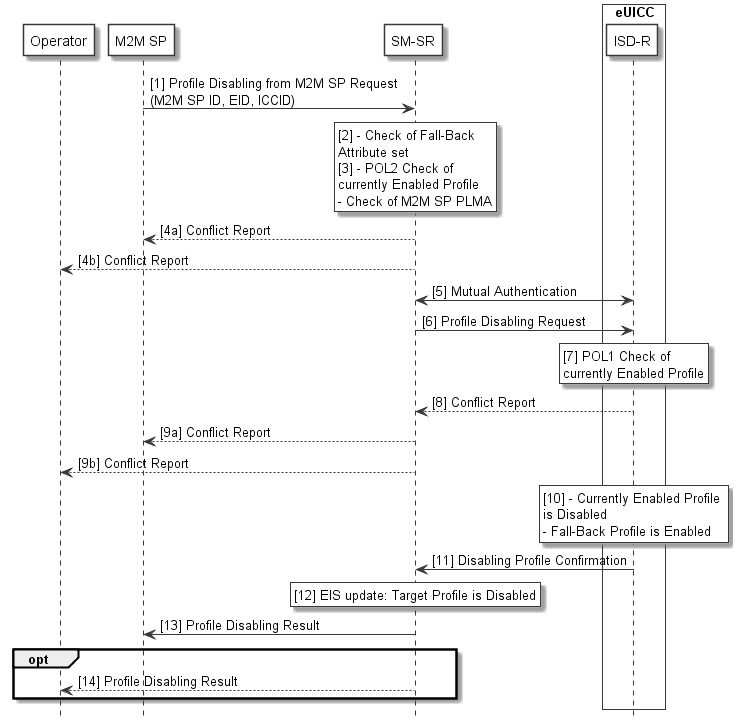 eUICC
Operator
M2M SP
SM-SR
ISD-R
[1] Profile Disabling from M2M SP Request
(M2M SP ID, EID, ICCID)
[2] - Check of Fall-Back
Attribute set
[3] - POL2 Check of
currently Enabled Profile
- Check of M2M SP PLMA
[4a] Conflict Report
[4b] Conflict Report
[5] Mutual Authentication
[6] Profile Disabling Request
[7] POL1 Check of
currently Enabled Profile
[8] Conflict Report
[9a] Conflict Report
[9b] Conflict Report
[10] - Currently Enabled Profile
is Disabled
- Fall-Back Profile is Enabled
[11] Disabling Profile Confirmation
[12] EIS update: Target Profile is Disabled
[13] Profile Disabling Result
opt
[14] Profile Disabling Result